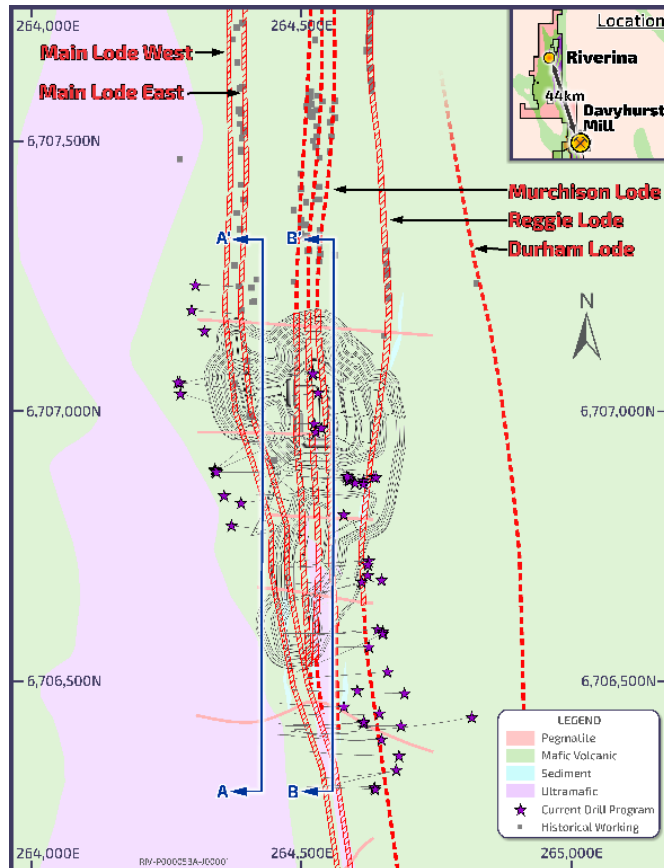 264,000E
264,500E
Location
Riverina
44km
Davyhurst
Mill
Main Lode West
Main Lode East
6,707,500N
Murchison Lode
Reggie Lode
Durham Lode
A'
B'
N
6,707,000N
6,707,000N
6,706,500N
6,706,500N
A
B
LEGEND
Pegmatite
Mafic Volcanic
Sediment
Ultramafic
Current Drill Program
Historical Working
264,000E
264,500E
265,000E